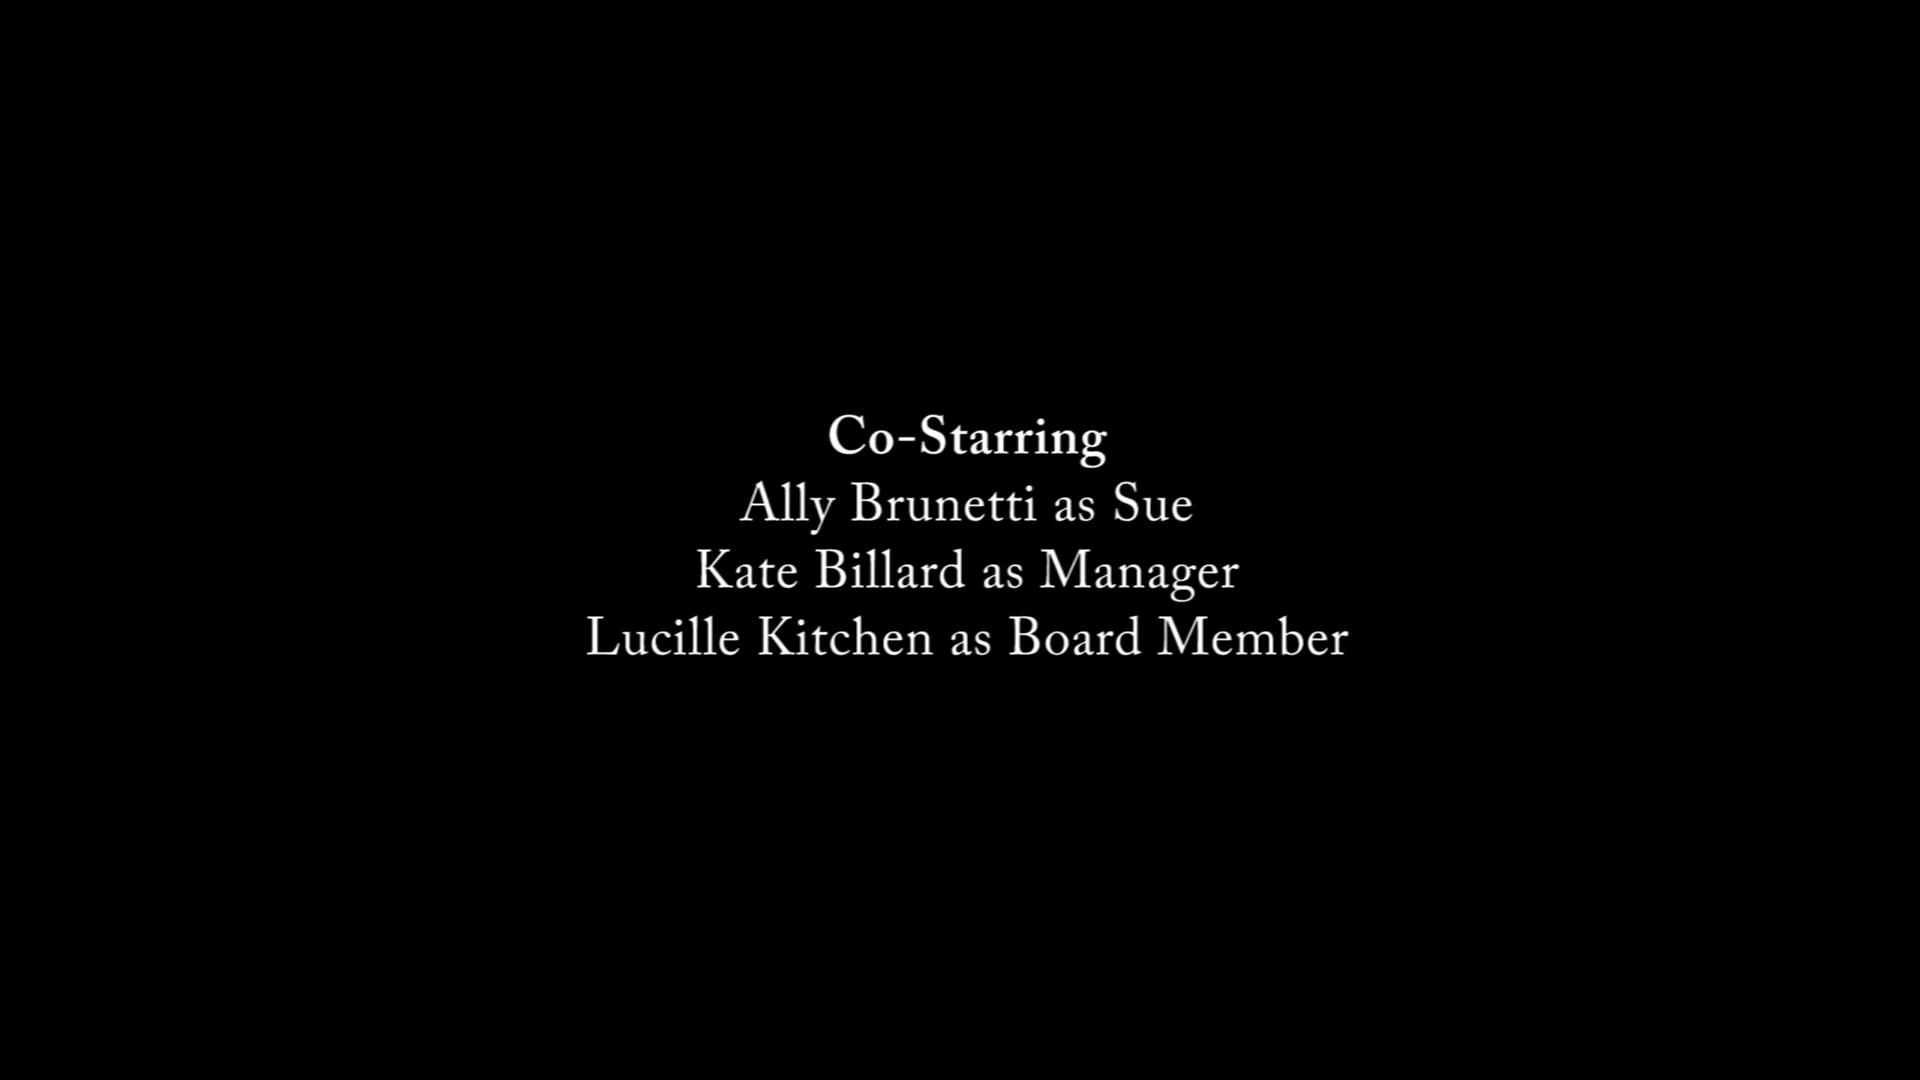 Co-Starring
Ally Brunetti as Sue
Kate Billard as Manager
Lucille Kitchen as Board Member